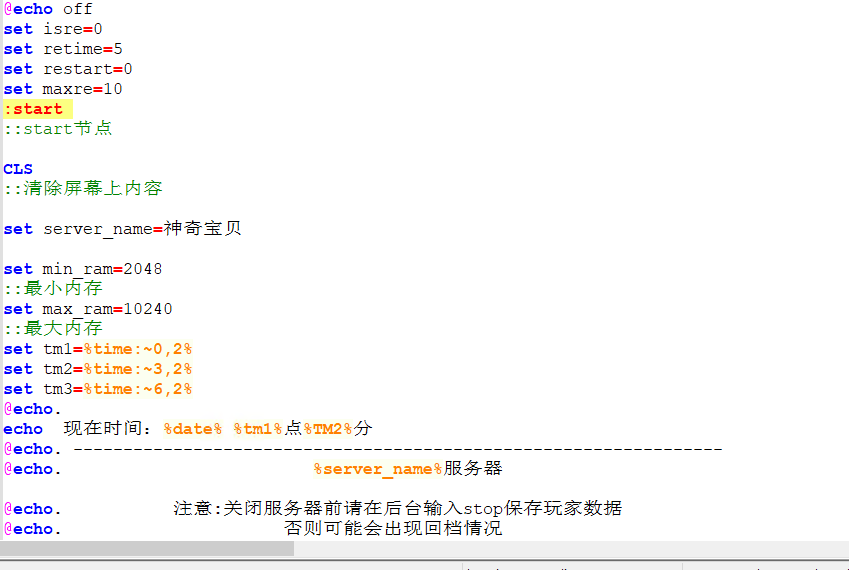 @echo off
set isre=0
set retime=5
set restart=0
set maxre=10
:start
::start节点
CLS
::清除屏幕上内容
set server_name=神奇宝贝
set min_ram=2048
::最小内存
set max_ram=10240
::最大内存
set tm1=%time:~0,2%
set tm2=%time:~3,2%
set tm3=%time:~6,2%
@echo.
echo  现在时间：%date% %tm1%点%TM2%分
@echo. -----------------------------------------------------------------
@echo.                         %server_name%服务器
@echo.           注意:关闭服务器前请在后台输入stop保存玩家数据
@echo.                      否则可能会出现回档情况